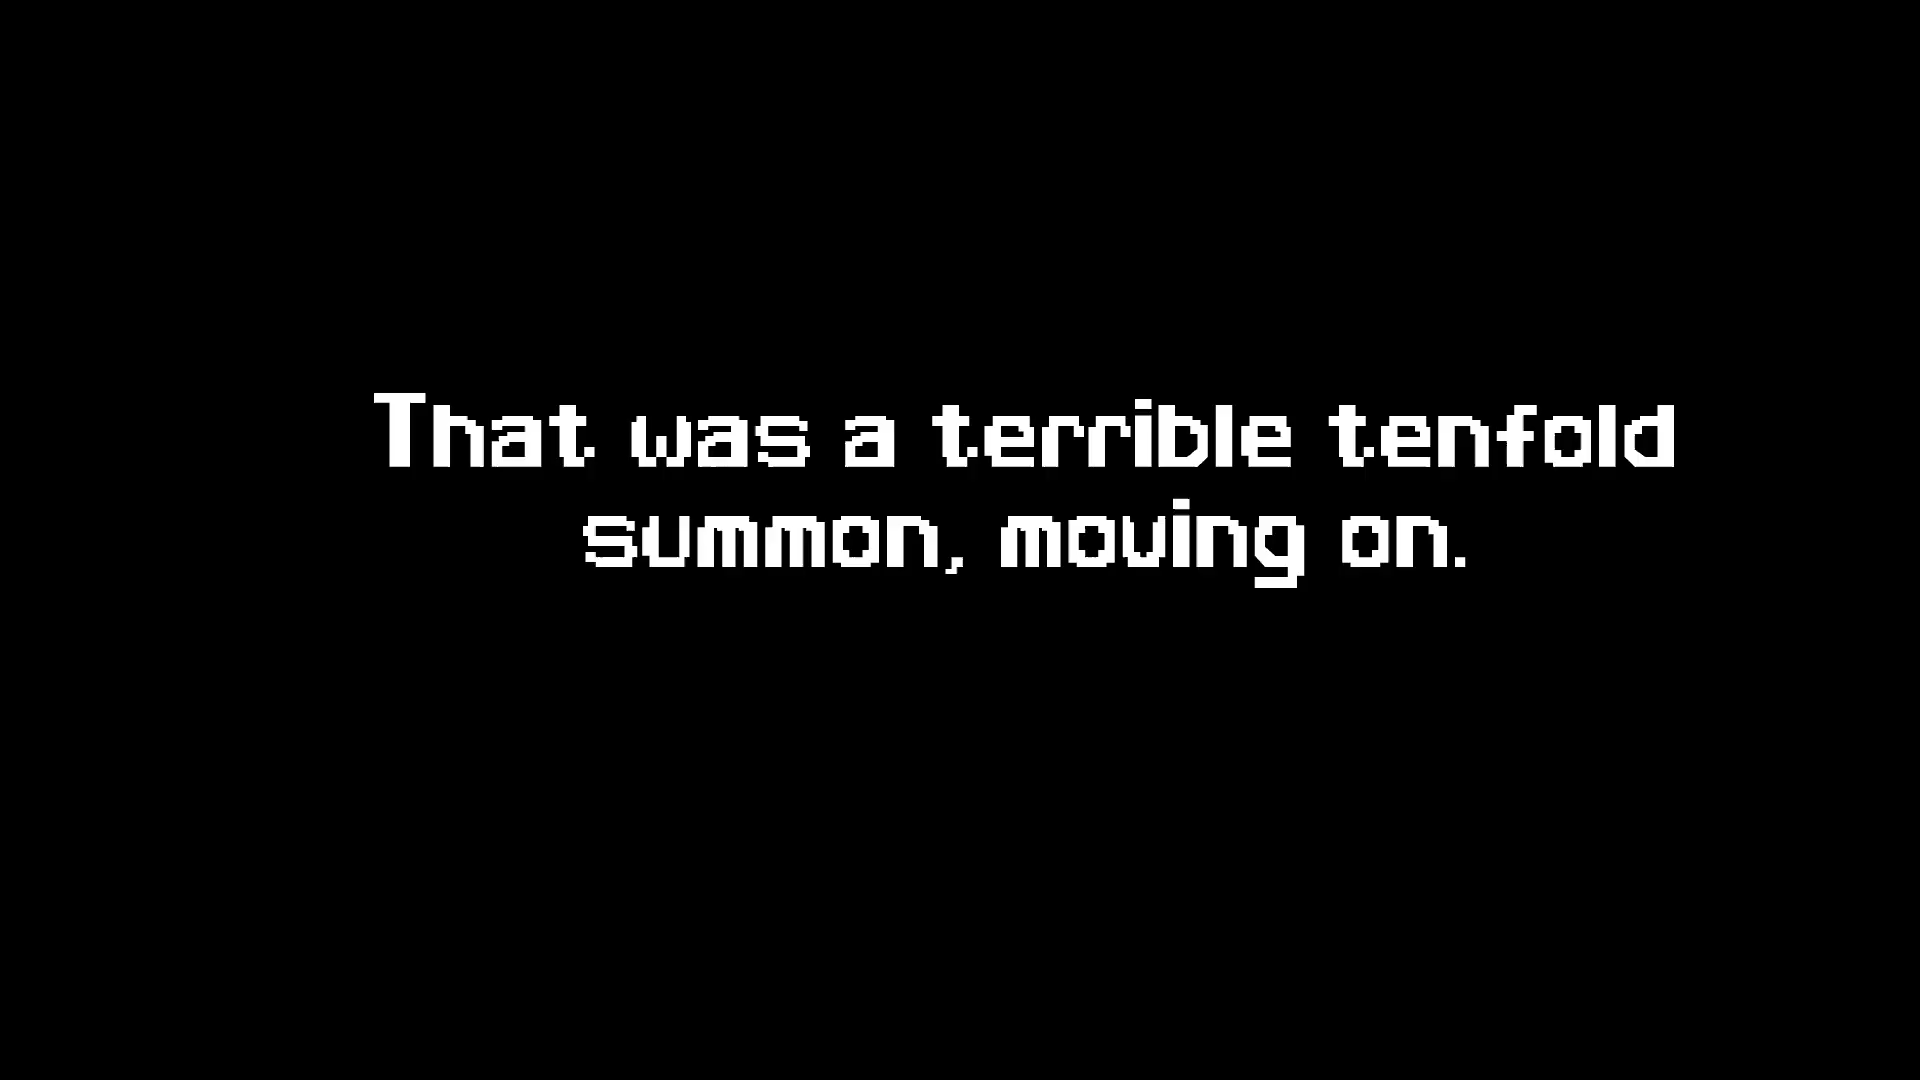 That was a terrible tenfold
summon, moving on.